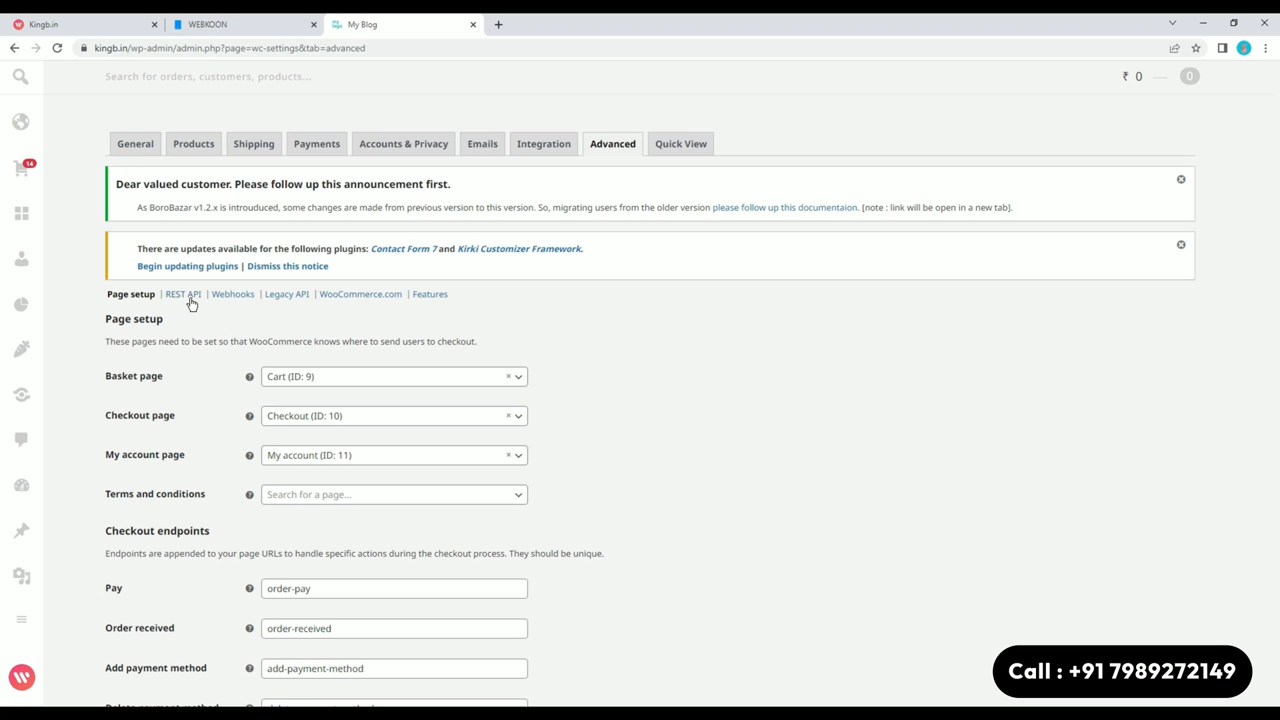 Kingb.in
WEBKOON
My Blog
kingb.in/wp-admin/admin.php?page=wc-settings&tab=advanced
Search for orders, customers, products...
₹ 0
0
14
General Products Shipping Payments Accounts & Privacy Emails Integration Advanced Quick View
Dear valued customer. Please follow up this announcement first.
As BoroBazar v1.2.x is introuduced, some changes are made from previous version to this version. So, migrating users from the older version please follow up this documentaion. [note : link will be open in a new tab].
There are updates available for the following plugins: Contact Form 7 and Kirki Customizer Framework.
Begin updating plugins | Dismiss this notice
Page setup | REST API | Webhooks | Legacy API | WooCommerce.com | Features
Page setup
These pages need to be set so that WooCommerce knows where to send users to checkout.
Basket page Cart (ID: 9)
Checkout page Checkout (ID: 10)
My account page My account (ID: 11)
Terms and conditions Search for a page...
Checkout endpoints
Endpoints are appended to your page URLs to handle specific actions during the checkout process. They should be unique.
Pay order-pay
Order received order-received
Add payment method add-payment-method
Call : +91 7989272149